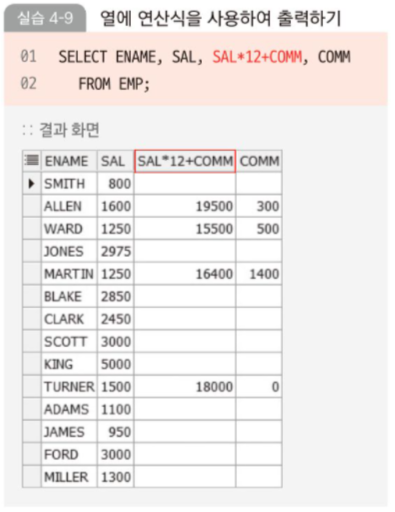 실습 4-9 열에 연산식을 사용하여 출력하기
01 SELECT ENAME, SAL, SAL*12+COMM, COMM
02 FROM EMP;
:: 결과 화면
ENAME SAL SAL*12+COMM COMM
SMITH 800
ALLEN 1600 19500 300
WARD 1250 15500 500
JONES 2975
MARTIN 1250 16400 1400
BLAKE 2850
CLARK 2450
SCOTT 3000
KING 5000
TURNER 1500 18000 0
ADAMS 1100
JAMES 950
FORD 3000
MILLER 1300